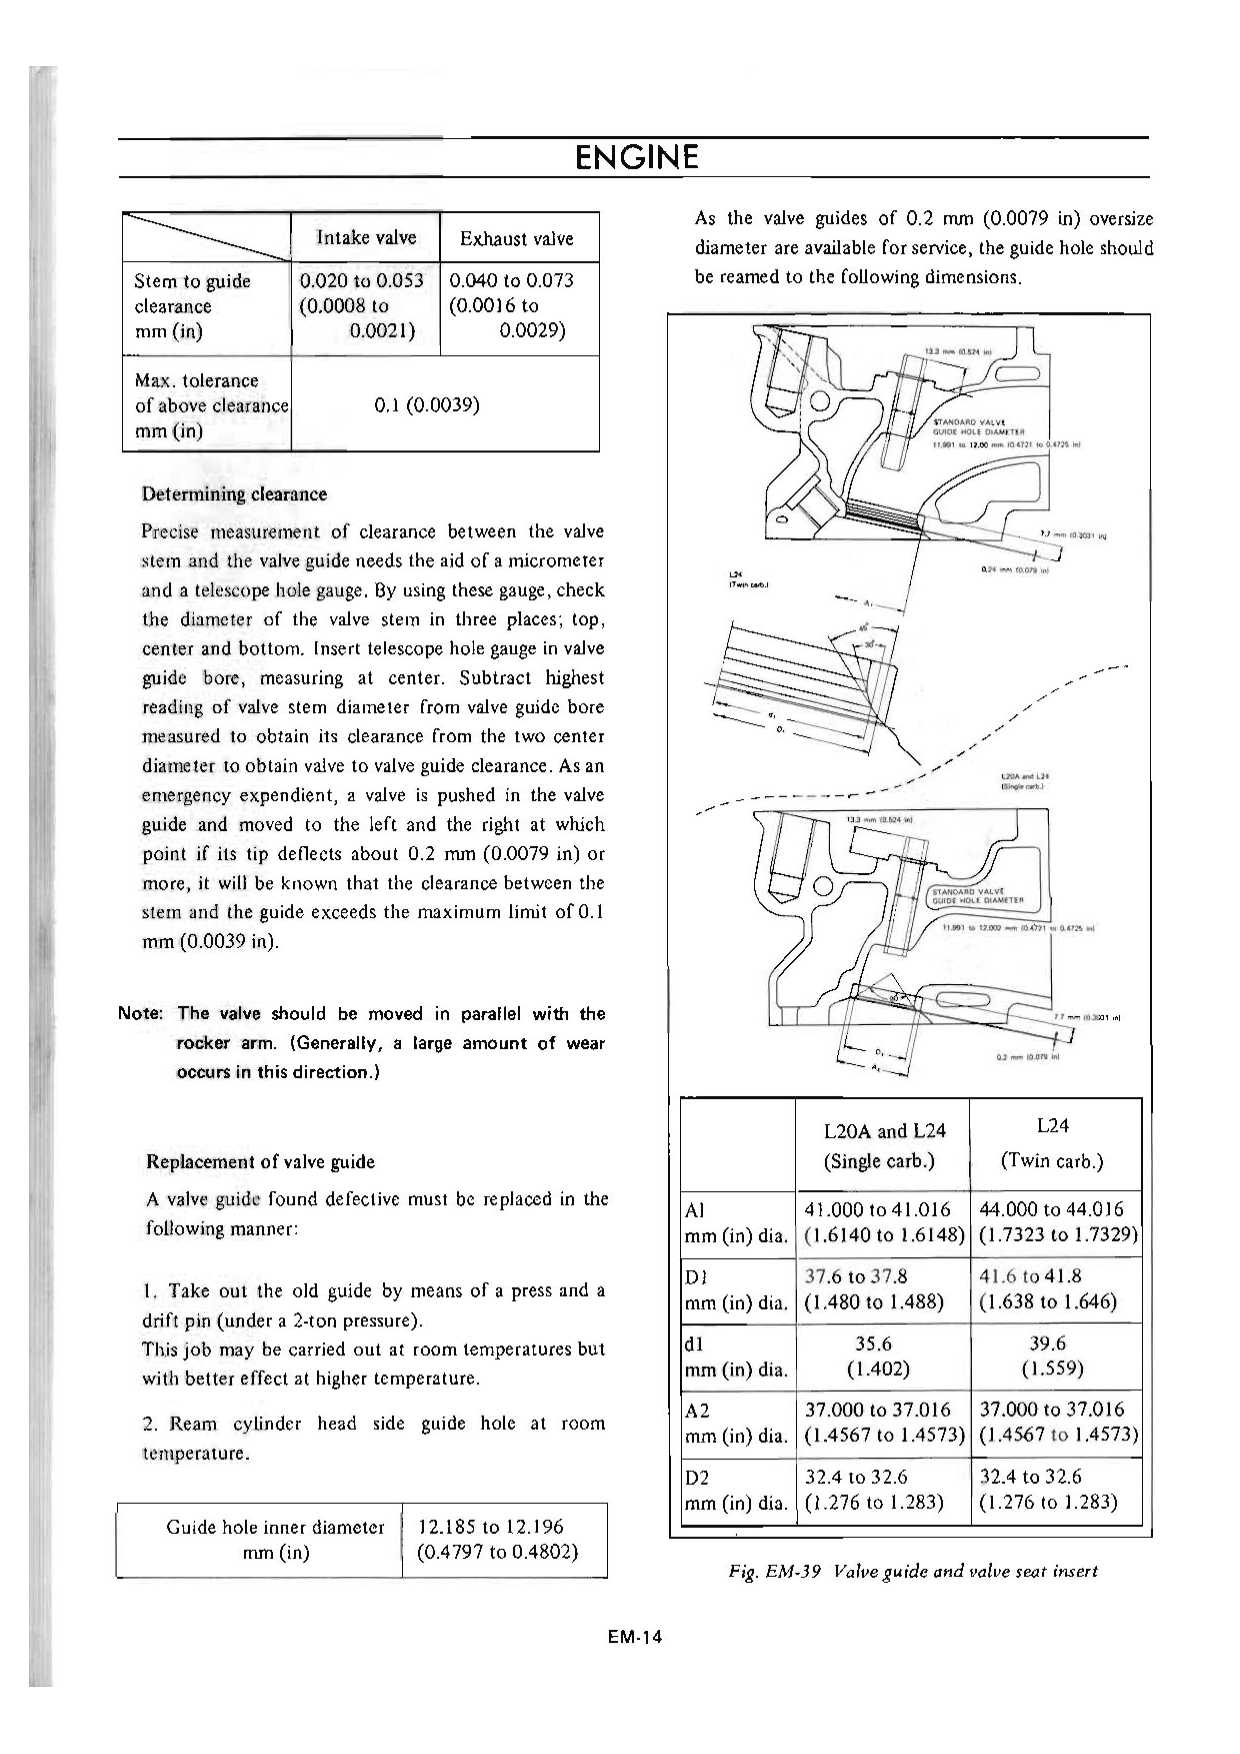 ENGINE
Intake valve Exhaust valve
Stem to guide clearance mm (in) 0.020 to 0.053 (0.0008 to 0.0021) 0.040 to 0.073 (0.0016 to 0.0029)
Max. tolerance of above clearance mm (in) 0.1 (0.0039)
Determining clearance
Precise measurement of clearance between the valve
stem and the valve guide needs the aid of a micrometer
and a telescope hole gauge. By using these gauge, check
the diameter of the valve stem in three places; top,
center and bottom. Insert telescope hole gauge in valve
guide bore, measuring at center. Subtract highest
reading of valve stem diameter from valve guide bore
measured to obtain its clearance from the two center
diameter to obtain valve to valve guide clearance. As an
emergency expendient, a valve is pushed in the valve
guide and moved to the left and the right at which
point if its tip deflects about 0.2 mm (0.0079 in) or
more, it will be known that the clearance between the
stem and the guide exceeds the maximum limit of 0.1
mm (0.0039 in).
Note: The valve should be moved in parallel with the
rocker arm. (Generally, a large amount of wear
occurs in this direction.)
Replacement of valve guide
A valve guide found defective must be replaced in the
following manner:
1. Take out the old guide by means of a press and a
drift pin (under a 2-ton pressure).
This job may be carried out at room temperatures but
with better effect at higher temperature.
2. Ream cylinder head side guide hole at room
temperature.
Guide hole inner diameter mm (in) 12.185 to 12.196 (0.4797 to 0.4802)
As the valve guides of 0.2 mm (0.0079 in) oversize
diameter are available for service, the guide hole should
be reamed to the following dimensions.
13.3 mm (0.524 in)
STANDARD VALVE
GUIDE HOLE DIAMETER
11.991 to 12.00 mm (0.4721 to 0.4725 in)
7.7 mm (0.3031 in)
0.24 mm (0.079 in)
L24
(Twin carb.)
A1
45°
30°
d1
D1
L20A and L24
(Single carb.)
13.3 mm (0.524 in)
STANDARD VALVE
GUIDE HOLE DIAMETER
11.991 to 12.000 mm (0.4721 to 0.4725 in)
90°
7.7 mm (0.3031 in)
0.2 mm (0.079 in)
L20A and L24 (Single carb.) L24 (Twin carb.)
A1 mm (in) dia. 41.000 to 41.016 (1.6140 to 1.6148) 44.000 to 44.016 (1.7323 to 1.7329)
D1 mm (in) dia. 37.6 to 37.8 (1.480 to 1.488) 41.6 to 41.8 (1.638 to 1.646)
d1 mm (in) dia. 35.6 (1.402) 39.6 (1.559)
A2 mm (in) dia. 37.000 to 37.016 (1.4567 to 1.4573) 37.000 to 37.016 (1.4567 to 1.4573)
D2 mm (in) dia. 32.4 to 32.6 (1.276 to 1.283) 32.4 to 32.6 (1.276 to 1.283)
Fig. EM-39 Valve guide and valve seat insert
EM-14